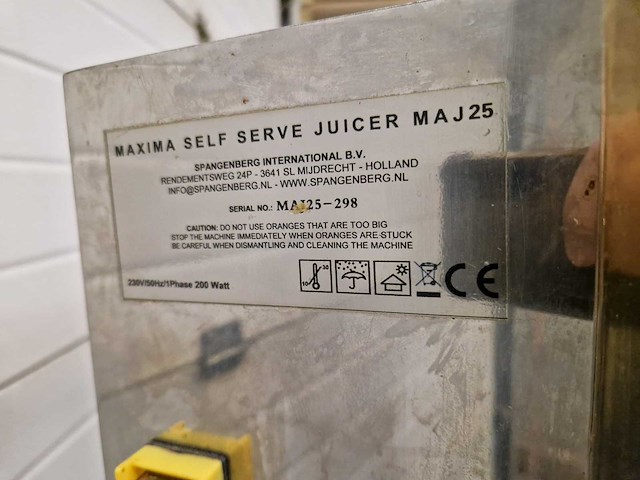 MAXIMA SELF SERVE JUICER MAJ25
SPANGENBERG INTERNATIONAL B.V.
RENDEMENTSWEG 24P - 3641 SL MIJDRECHT - HOLLAND
INFO@SPANGENBERG.NL - WWW.SPANGENBERG.NL
SERIAL NO.: MAJ25-298
CAUTION: DO NOT USE ORANGES THAT ARE TOO BIG
STOP THE MACHINE IMMEDIATELY WHEN ORANGES ARE STUCK
BE CAREFUL WHEN DISMANTLING AND CLEANING THE MACHINE
230V/50Hz/1Phase 200 Watt
10 30
CE